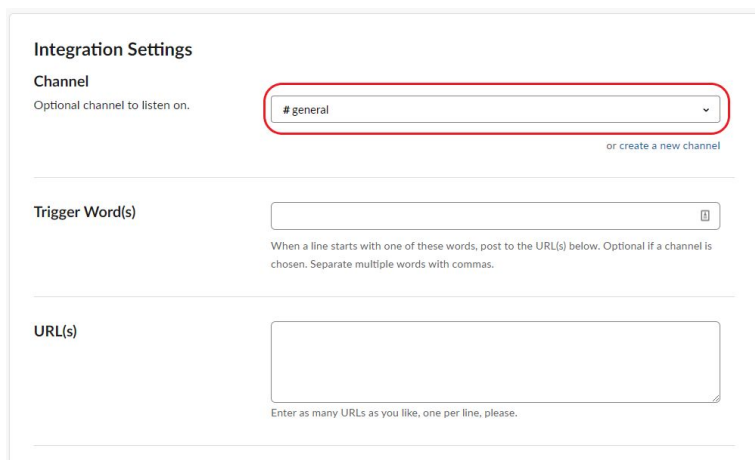 Integration Settings
Channel
Optional channel to listen on.
# general
or create a new channel
Trigger Word(s)
When a line starts with one of these words, post to the URL(s) below. Optional if a channel is
chosen. Separate multiple words with commas.
URL(s)
Enter as many URLs as you like, one per line, please.